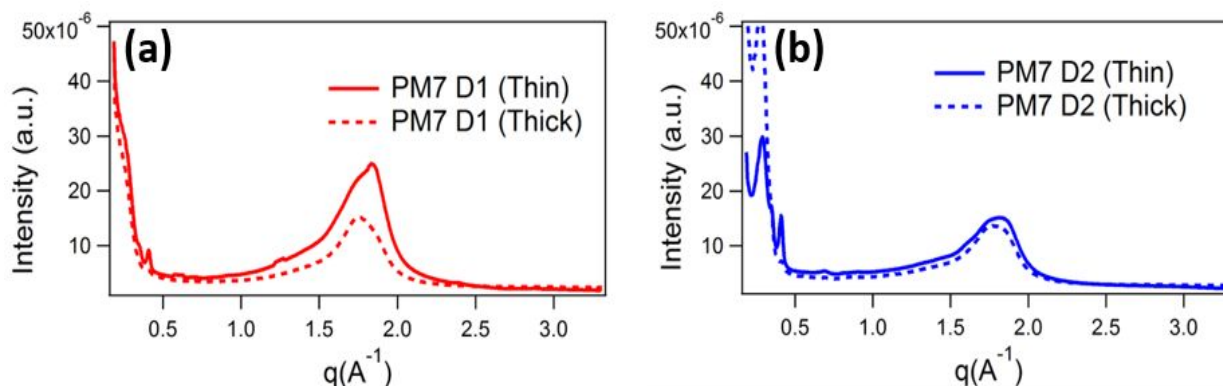 50x10-6
(a)
PM7 D1 (Thin)
PM7 D1 (Thick)
40
30
20
10
Intensity (a.u.)
0.5 1.0 1.5 2.0 2.5 3.0
q(A-1)
50x10-6
(b)
PM7 D2 (Thin)
PM7 D2 (Thick)
40
30
20
10
Intensity (a.u.)
0.5 1.0 1.5 2.0 2.5 3.0
q(A-1)